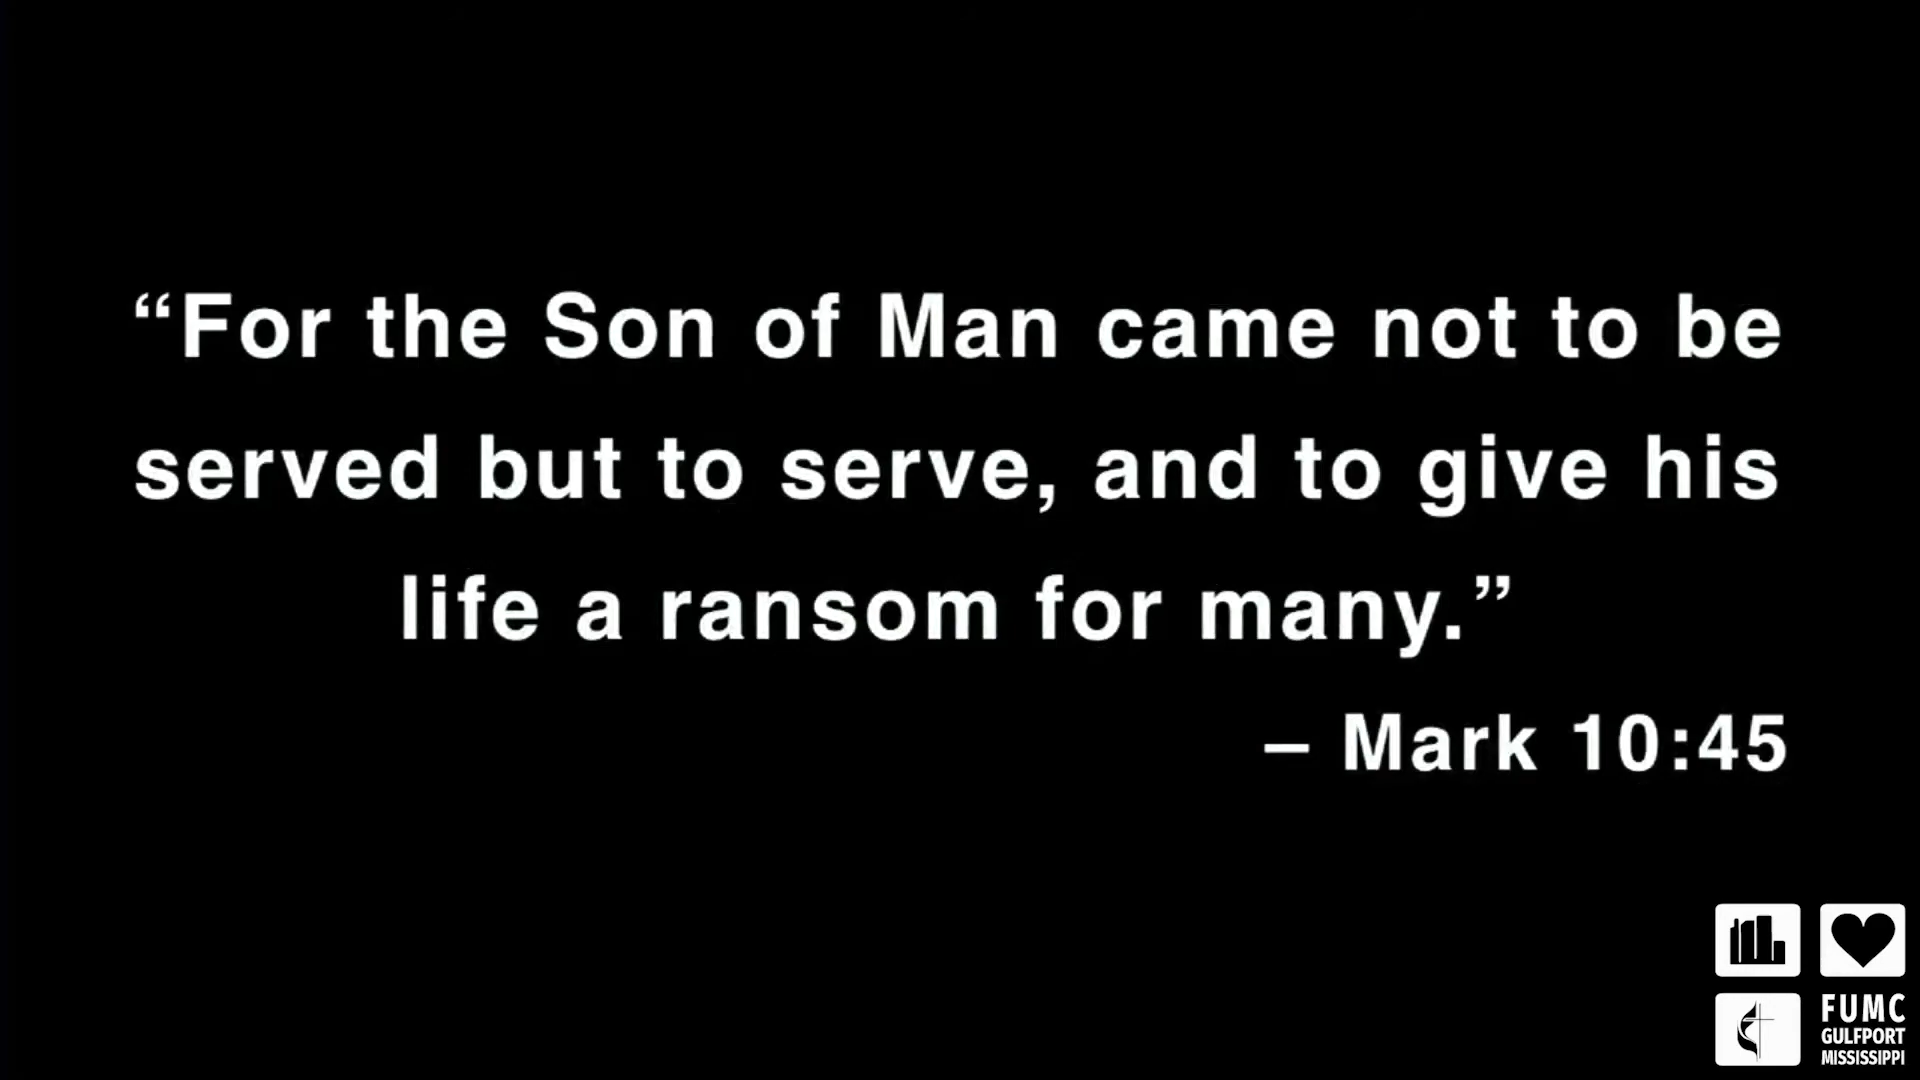 “For the Son of Man came not to be
served but to serve, and to give his
life a ransom for many.”
– Mark 10:45
FUMC
GULFPORT
MISSISSIPPI